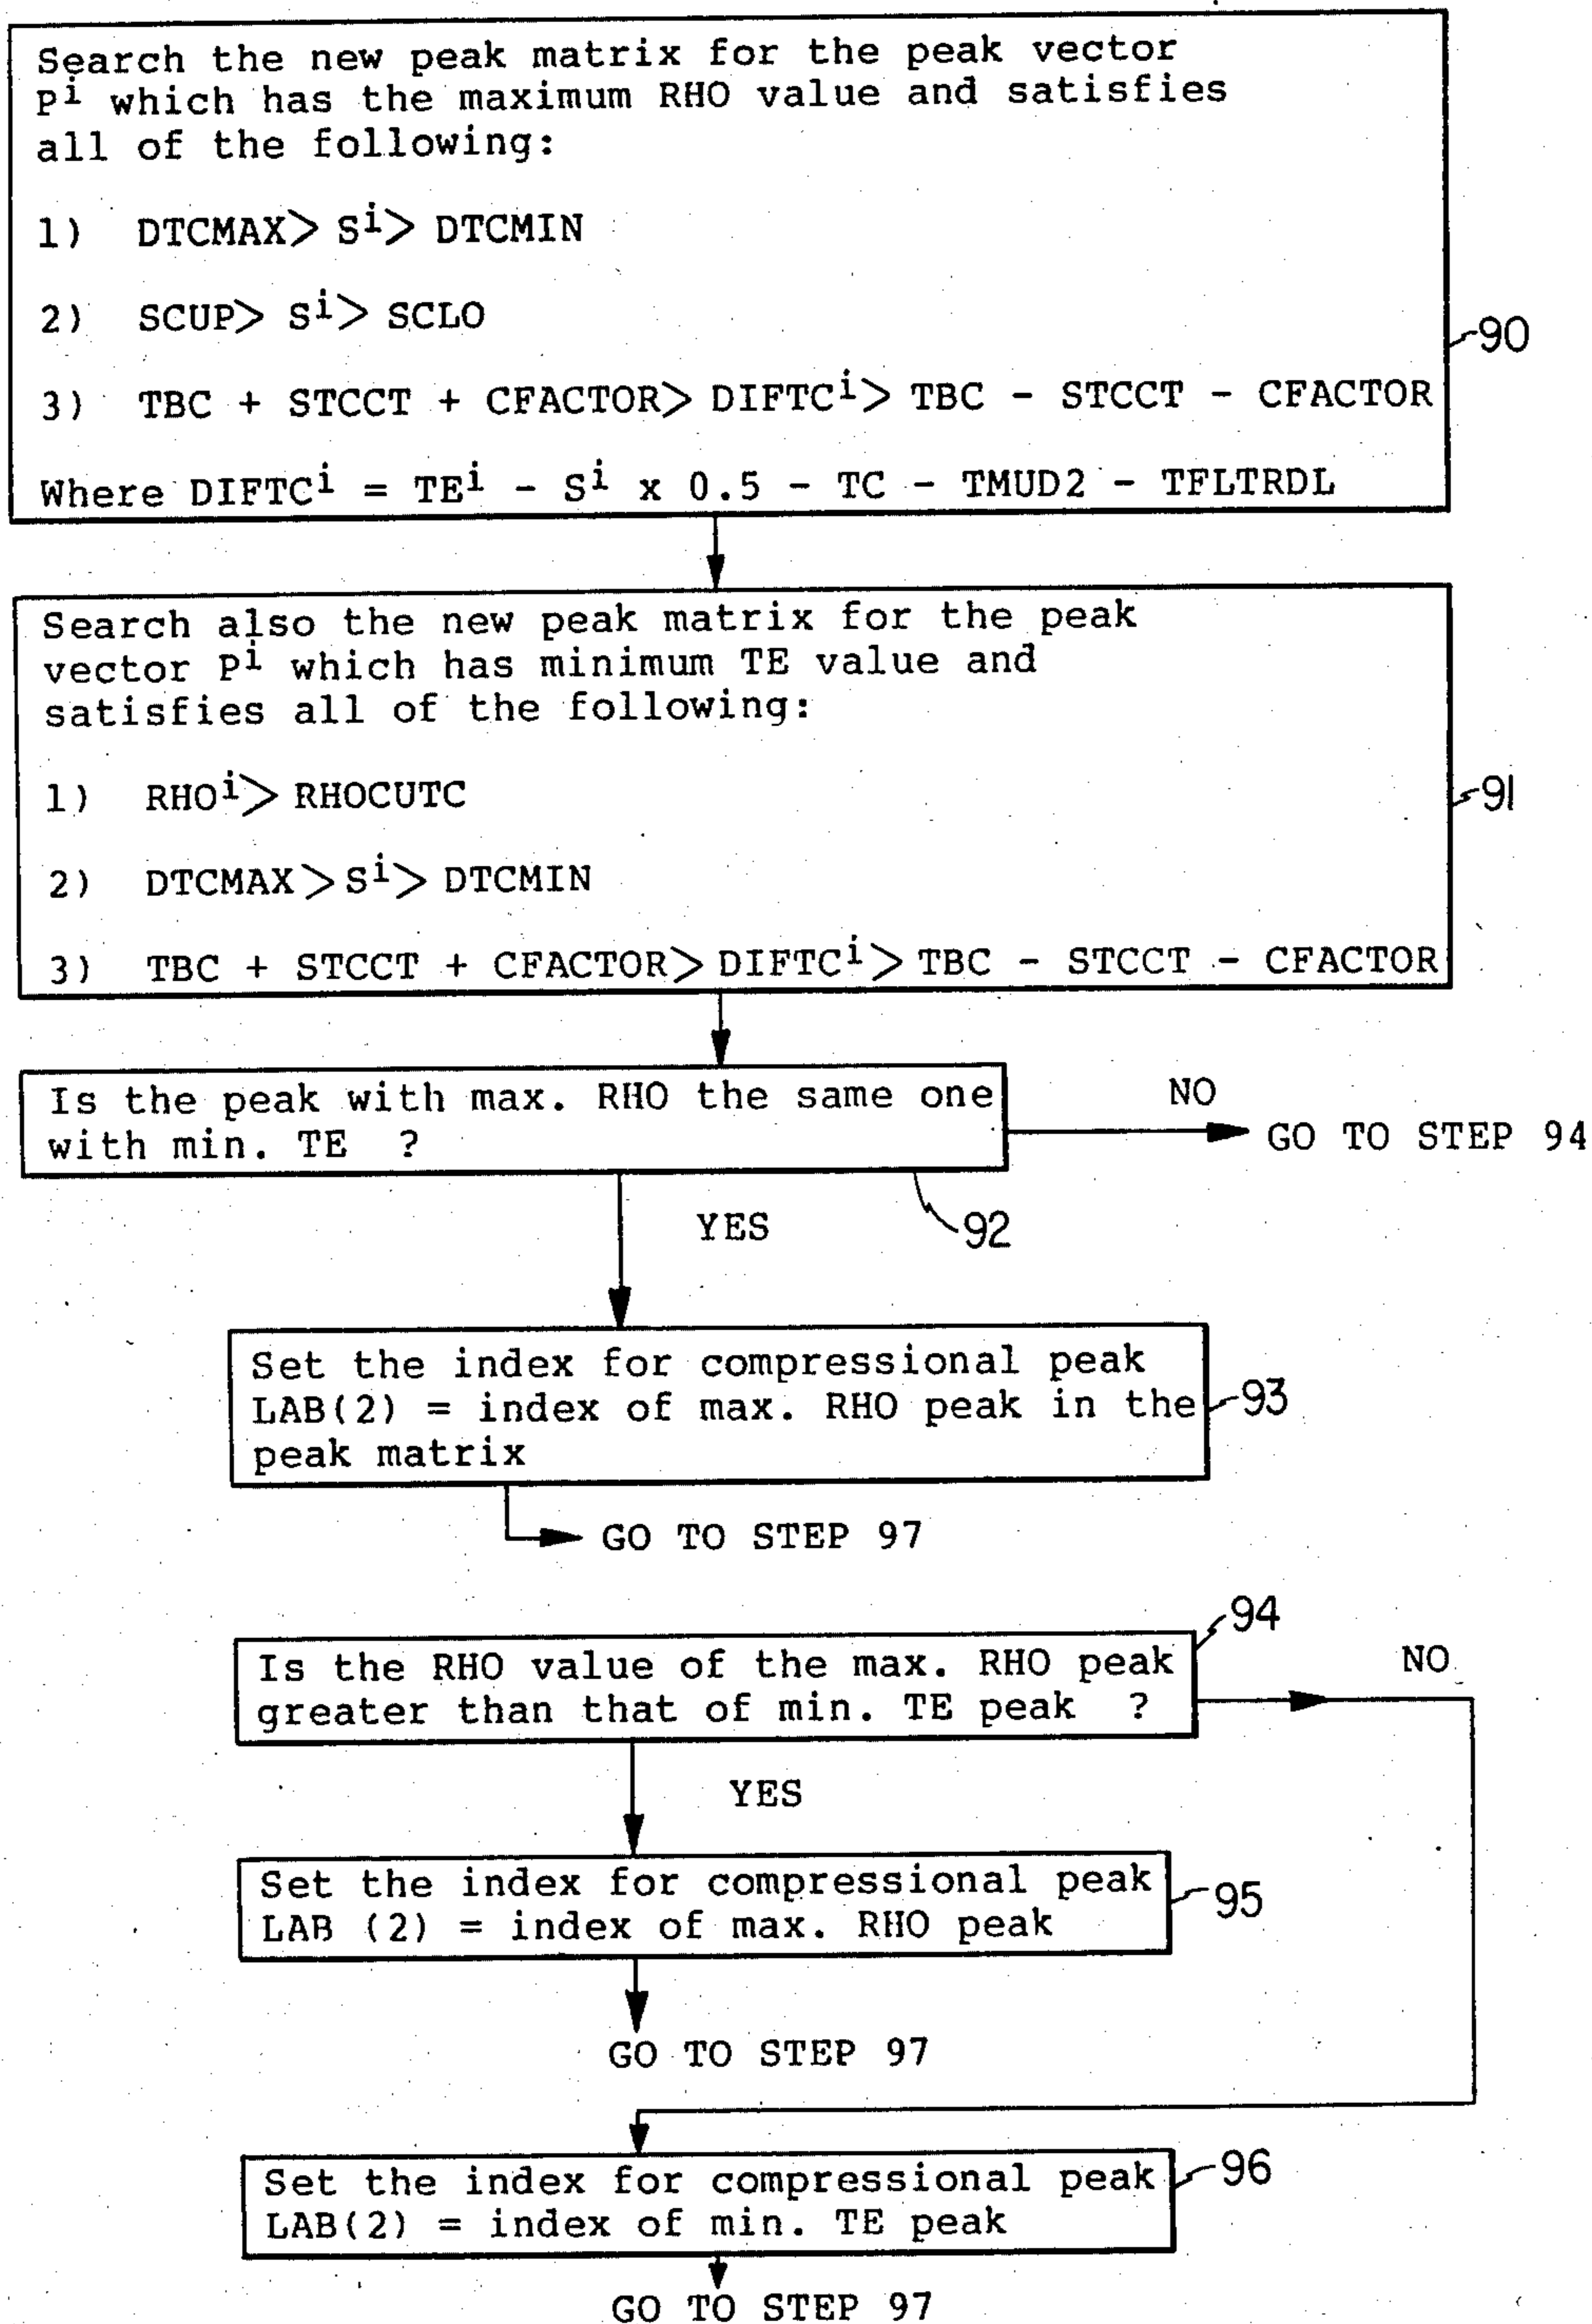 Search the new peak matrix for the peak vector
Pi which has the maximum RHO value and satisfies
all of the following:
1) DTCMAX> Si> DTCMIN
2) SCUP> Si> SCLO
90
3) TBC + STCCT + CFACTOR> DIFTCi> TBC - STCCT - CFACTOR
Where DIFTCi = TEi - Si x 0.5 - TC - TMUD2 - TFLTRDL
Search also the new peak matrix for the peak
vector Pi which has minimum TE value and
satisfies all of the following:
1) RHOi> RHOCUTC
91
2) DTCMAX>Si> DTCMIN
3) TBC + STCCT + CFACTOR> DIFTCi> TBC - STCCT - CFACTOR
Is the peak with max. RHO the same one
with min. TE ?
NO
GO TO STEP 94
YES
92
Set the index for compressional peak
LAB(2) = index of max. RHO peak in the
peak matrix
93
GO TO STEP 97
94
Is the RHO value of the max. RHO peak
greater than that of min. TE peak ?
NO
YES
Set the index for compressional peak
LAB (2) = index of max. RHO peak
95
GO TO STEP 97
Set the index for compressional peak
LAB(2) = index of min. TE peak
96
GO TO STEP 97